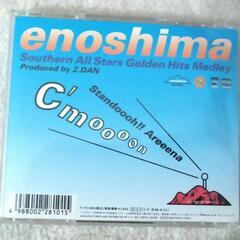 enoshima
Southern All Stars Golden Hits Medley
Produced by Z.DAN
C'moooon
Standoooh!! Areeena
4 988002 281015